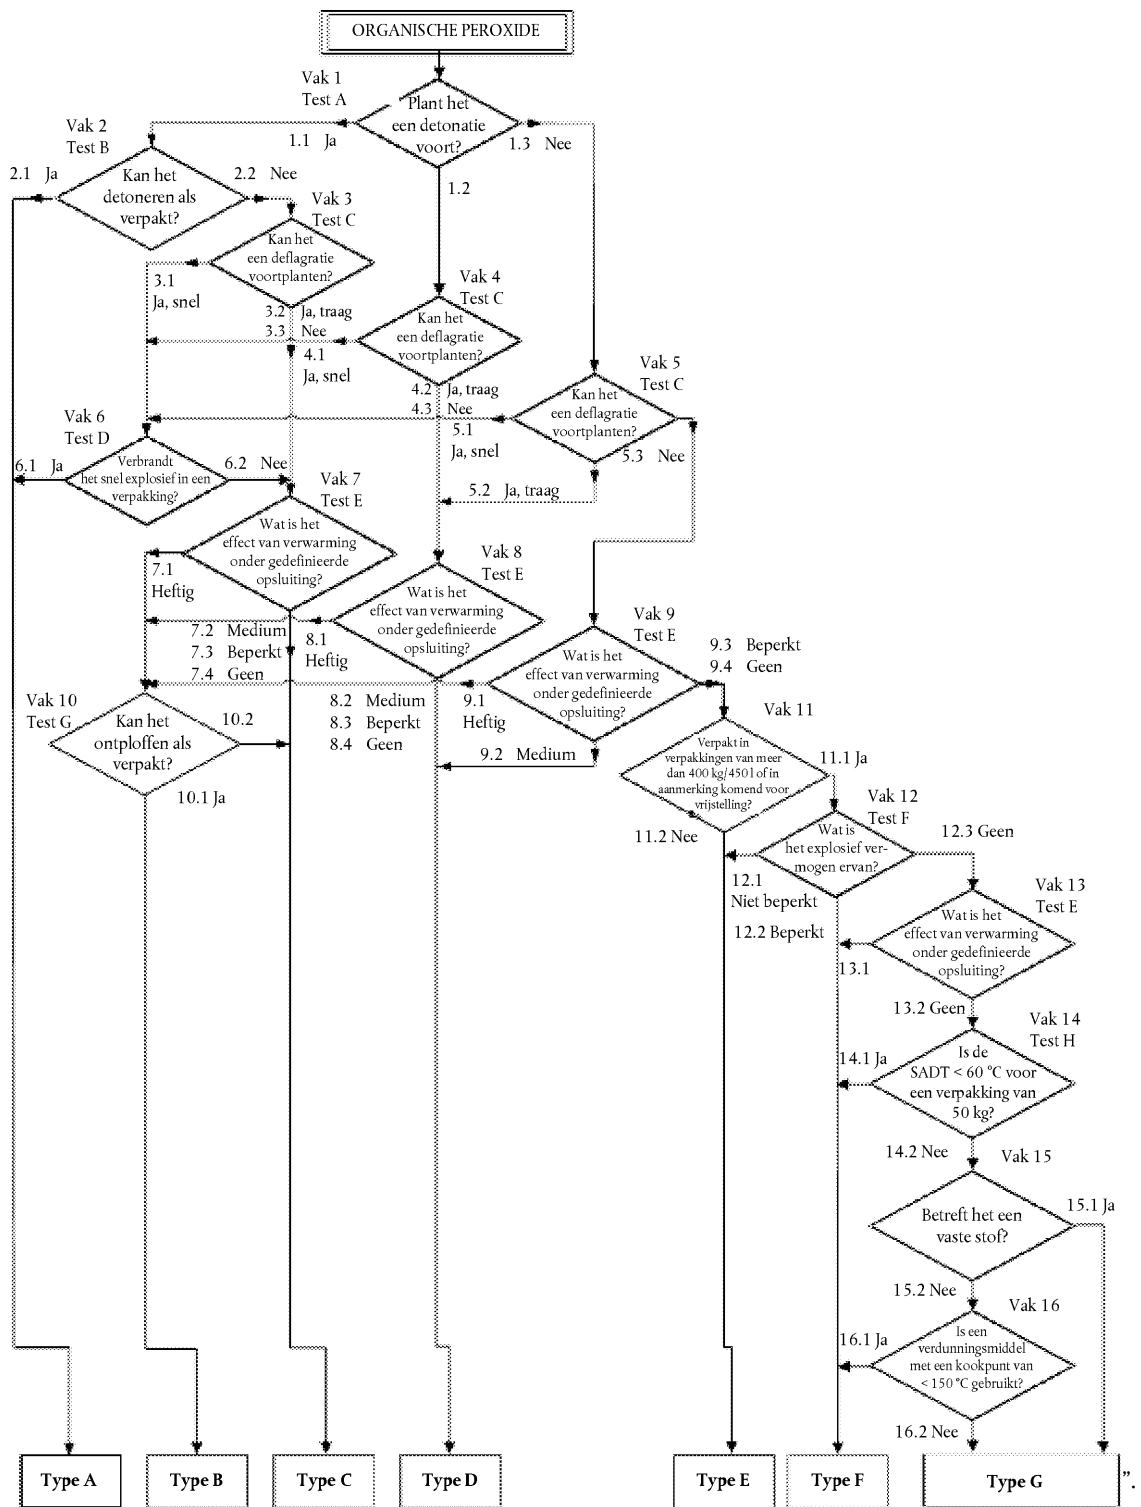 ORGANISCHE PEROXIDE
Vak 1
Test A
Plant het
een detonatie
voort?
1.1 Ja
1.3 Nee
1.2
Vak 2
Test B
2.1 Ja
2.2 Nee
Kan het
detoneren als
verpakt?
Vak 3
Test C
Kan het
een deflagratie
voortplanten?
3.1
Ja, snel
3.2 Ja, traag
3.3 Nee
Vak 4
Test C
Kan het
een deflagratie
voortplanten?
4.1
Ja, snel
4.2 Ja, traag
4.3 Nee
Vak 5
Test C
Kan het
een deflagratie
voortplanten?
5.1
Ja, snel
5.3 Nee
5.2 Ja, traag
Vak 6
Test D
6.1 Ja
6.2 Nee
Verbrandt
het snel explosief in een
verpakking?
Vak 7
Test E
Wat is het
effect van verwarming
onder gedefinieerde
opsluiting?
7.1
Heftig
7.2 Medium
7.3 Beperkt
7.4 Geen
Vak 8
Test E
Wat is het
effect van verwarming
onder gedefinieerde
opsluiting?
8.1
Heftig
8.2 Medium
8.3 Beperkt
8.4 Geen
Vak 9
Test E
Wat is het
effect van verwarming
onder gedefinieerde
opsluiting?
9.1
Heftig
9.2 Medium
9.3 Beperkt
9.4 Geen
Vak 10
Test G
Kan het
ontploffen als
verpakt?
10.2
10.1 Ja
Vak 11
Verpakt in
verpakkingen van meer
dan 400 kg/450 l of in
aanmerking komend voor
vrijstelling?
11.1 Ja
11.2 Nee
Vak 12
Test F
Wat is
het explosief ver-
mogen ervan?
12.3 Geen
12.1
Niet beperkt
12.2 Beperkt
Vak 13
Test E
Wat is het
effect van verwarming
onder gedefinieerde
opsluiting?
13.1
13.2 Geen
Vak 14
Test H
14.1 Ja
Is de
SADT < 60 °C voor
een verpakking van
50 kg?
14.2 Nee
Vak 15
Betreft het een
vaste stof?
15.1 Ja
15.2 Nee
Vak 16
16.1 Ja
Is een
verdunningsmiddel
met een kookpunt van
< 150 °C gebruikt?
16.2 Nee
Type A
Type B
Type C
Type D
Type E
Type F
Type G
”.